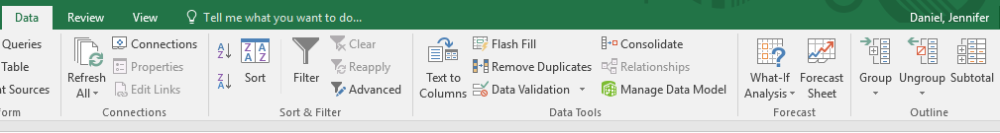 Data Review View Tell me what you want to do... Daniel, Jennifer
Queries
Table
nt Sources
form
Refresh
All
Connections
Properties
Edit Links
Connections
A
Z
Z
A
Z A
A Z
Sort
Filter
Clear
Reapply
Advanced
Sort & Filter
Text to
Columns
Flash Fill
Remove Duplicates
Data Validation
Consolidate
Relationships
Manage Data Model
Data Tools
What-If
Analysis
Forecast
Sheet
Forecast
Group
Ungroup
Subtotal
Outline